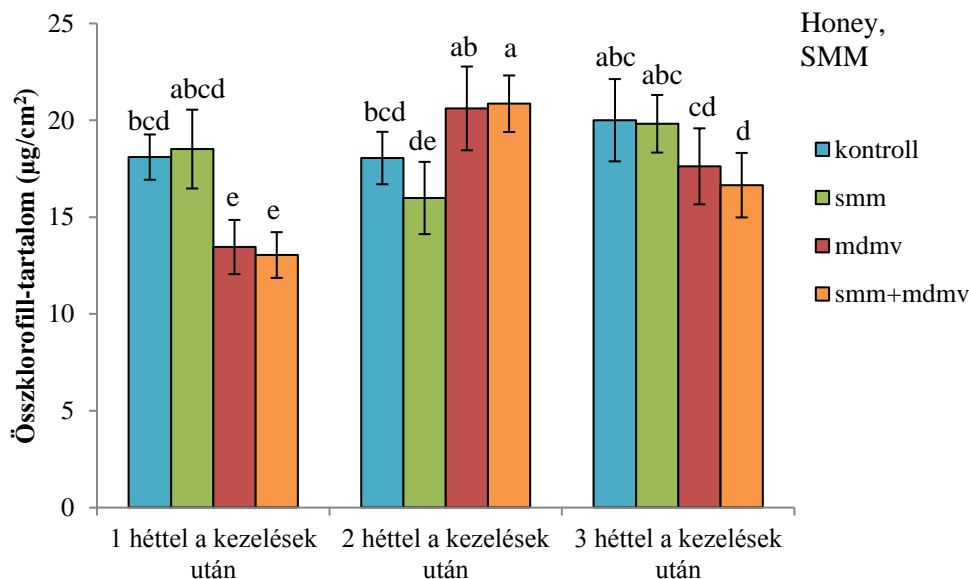 Honey,
SMM
Összklorofill-tartalom (µg/cm²)
25
20
15
10
5
0
bcd
abcd
e
e
bcd
de
ab
a
abc
abc
cd
d
1 héttel a kezelések
után
2 héttel a kezelések
után
3 héttel a kezelések
után
kontroll
smm
mdmv
smm+mdmv